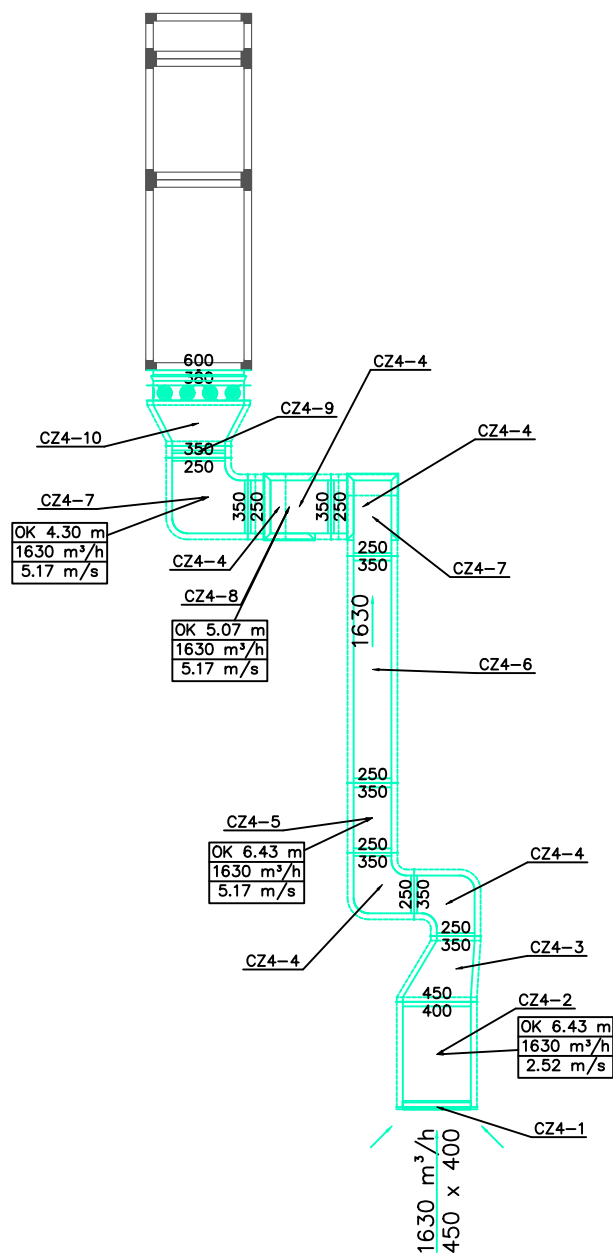 600
380
CZ4-4
CZ4-9
CZ4-10
CZ4-4
350
250
CZ4-7
350
250
350
250
OK 4.30 m
1630 m³/h
5.17 m/s
CZ4-4
CZ4-7
250
350
CZ4-8
OK 5.07 m
1630 m³/h
5.17 m/s
1630
CZ4-6
250
350
CZ4-5
250
350
OK 6.43 m
1630 m³/h
5.17 m/s
CZ4-4
250
350
250
350
CZ4-4
CZ4-3
450
400
CZ4-2
OK 6.43 m
1630 m³/h
2.52 m/s
CZ4-1
1630 m³/h
450 x 400